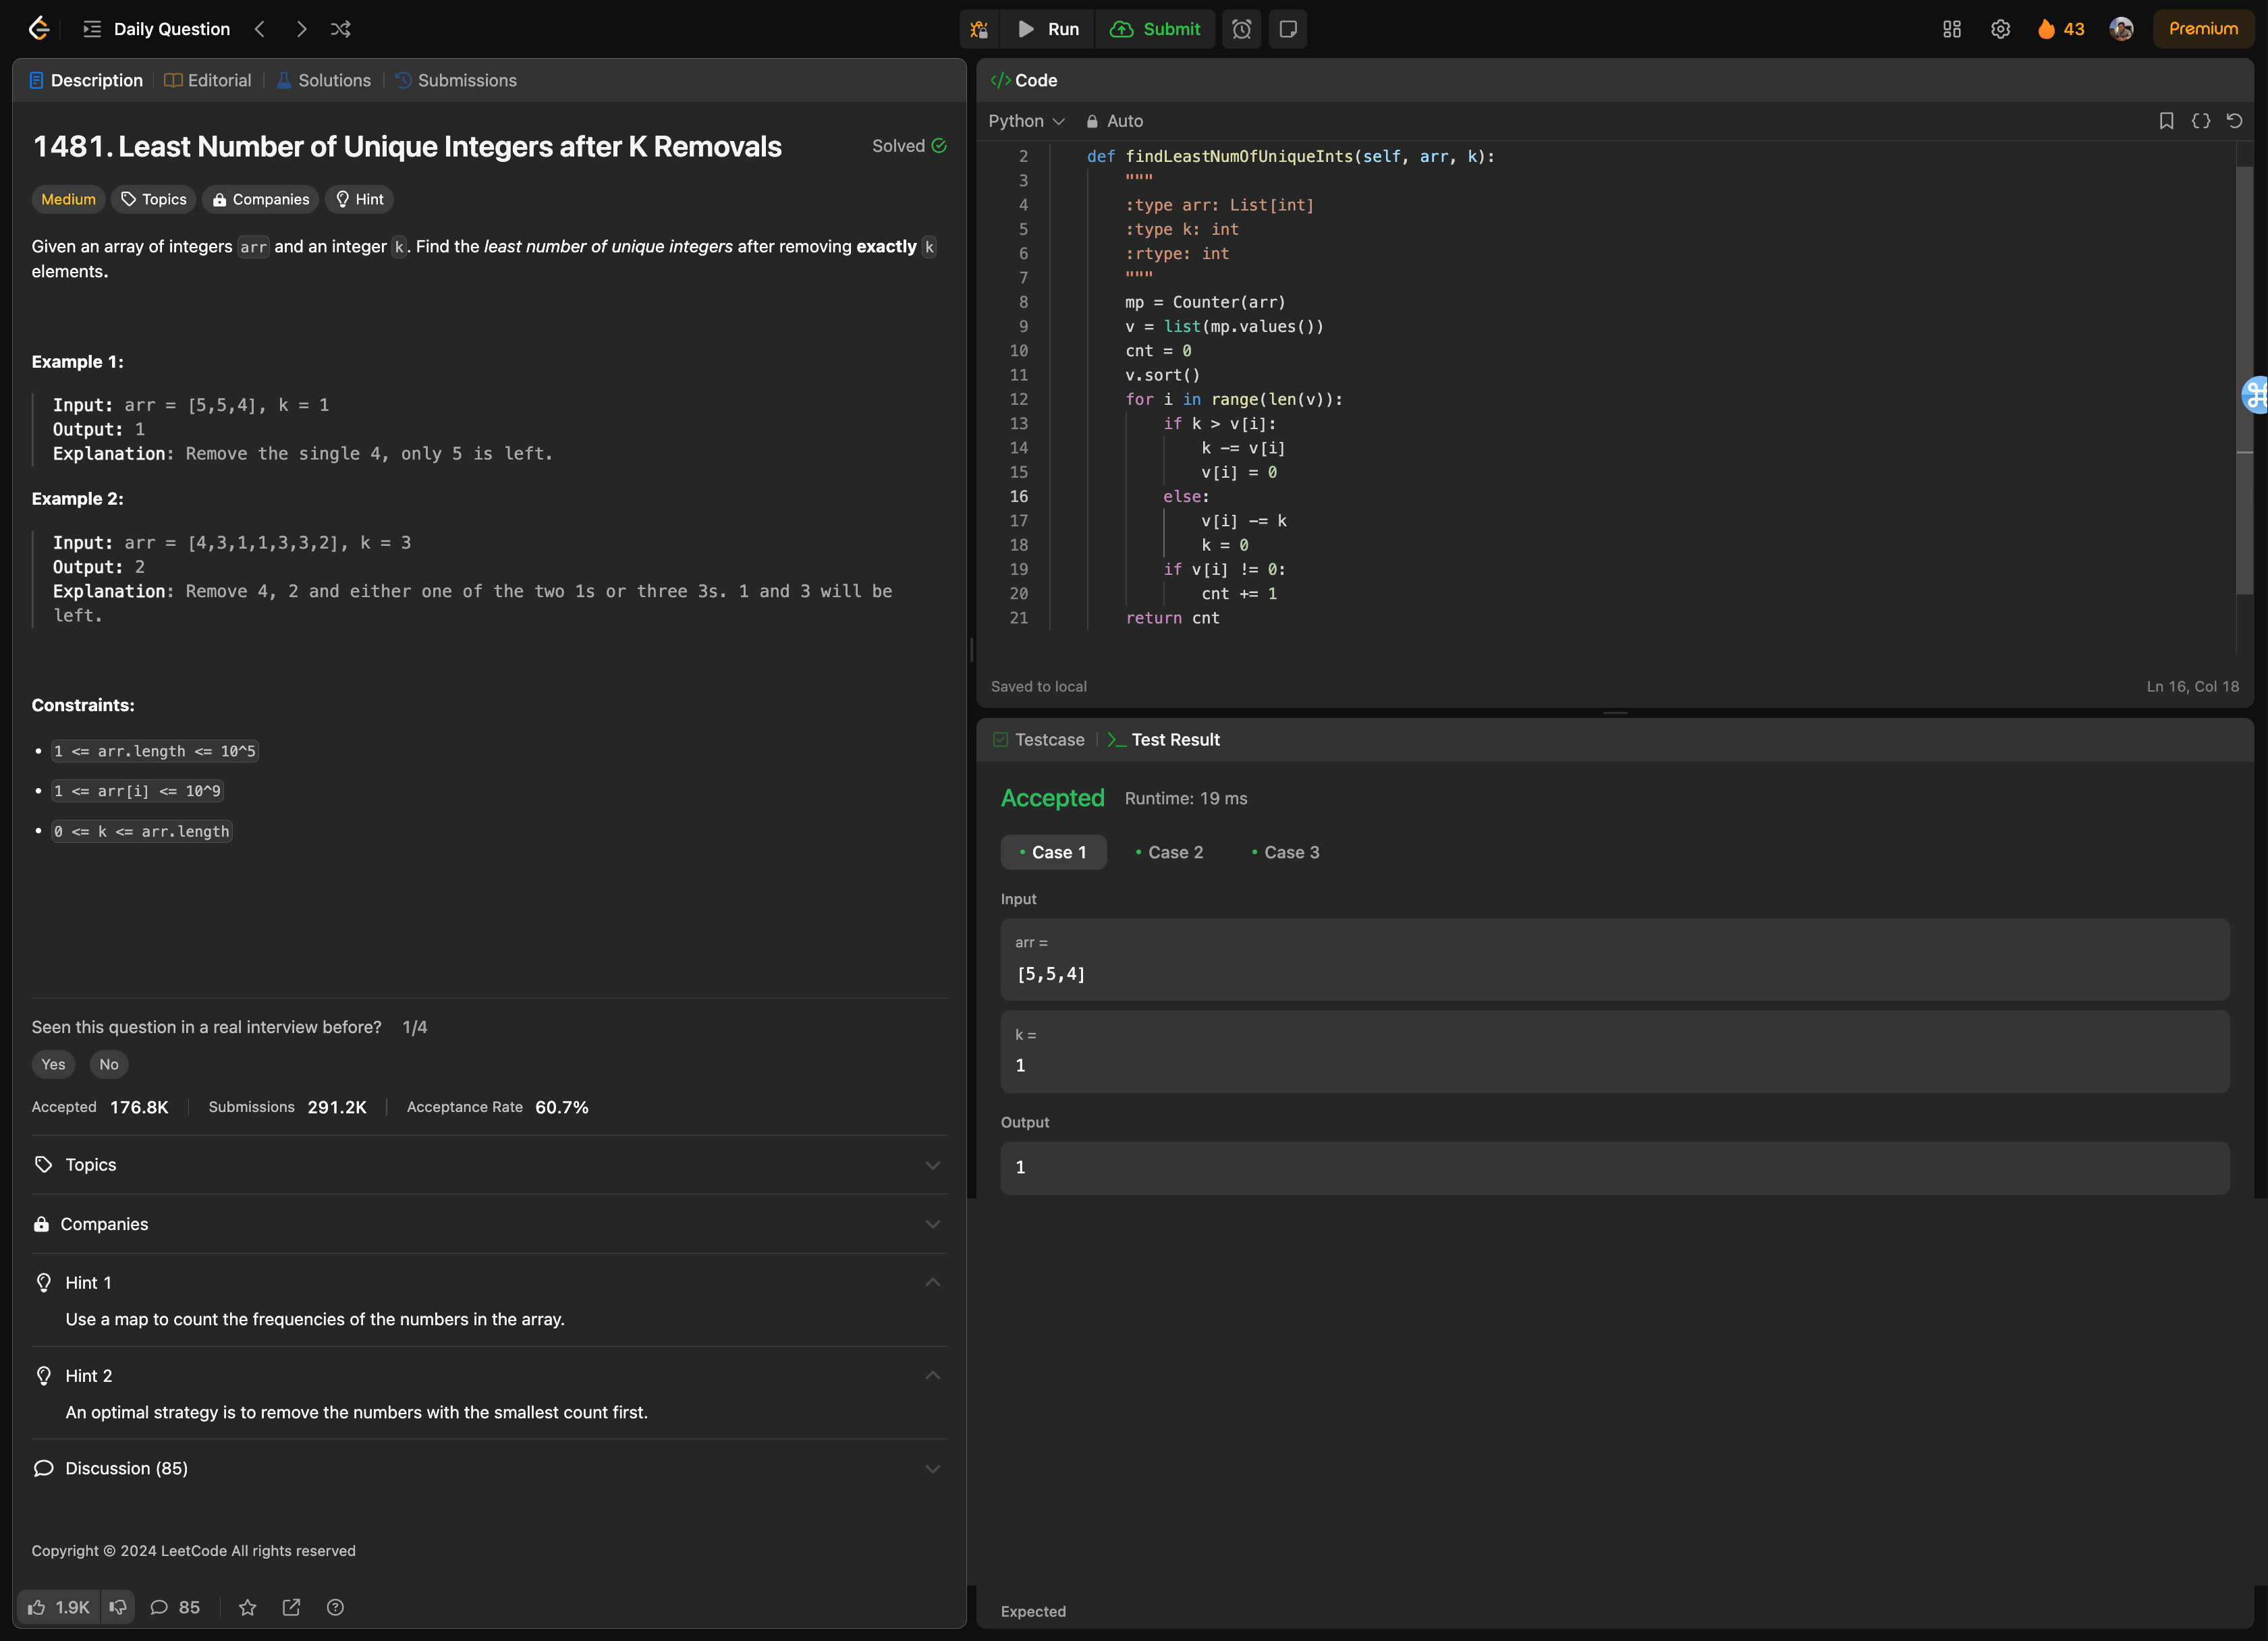 Daily Question
Run
Submit
43
Premium
Description
Editorial
Solutions
Submissions
1481. Least Number of Unique Integers after K Removals
Solved
Medium
Topics
Companies
Hint
Given an array of integers arr and an integer k. Find the least number of unique integers after removing exactly k
elements.
Example 1:
Input: arr = [5,5,4], k = 1
Output: 1
Explanation: Remove the single 4, only 5 is left.
Example 2:
Input: arr = [4,3,1,1,3,3,2], k = 3
Output: 2
Explanation: Remove 4, 2 and either one of the two 1s or three 3s. 1 and 3 will be
left.
Constraints:
• 1 <= arr.length <= 10^5
• 1 <= arr[i] <= 10^9
• 0 <= k <= arr.length
Seen this question in a real interview before? 1/4
Yes
No
Accepted 176.8K
Submissions 291.2K
Acceptance Rate 60.7%
Topics
Companies
Hint 1
Use a map to count the frequencies of the numbers in the array.
Hint 2
An optimal strategy is to remove the numbers with the smallest count first.
Discussion (85)
Copyright © 2024 LeetCode All rights reserved
1.9K
85
</> Code
Python
Auto
2 def findLeastNumOfUniqueInts(self, arr, k):
3 """
4 :type arr: List[int]
5 :type k: int
6 :rtype: int
7 """
8 mp = Counter(arr)
9 v = list(mp.values())
10 cnt = 0
11 v.sort()
12 for i in range(len(v)):
13 if k > v[i]:
14 k -= v[i]
15 v[i] = 0
16 else:
17 v[i] -= k
18 k = 0
19 if v[i] != 0:
20 cnt += 1
21 return cnt
Saved to local
Ln 16, Col 18
Testcase
Test Result
Accepted
Runtime: 19 ms
• Case 1
• Case 2
• Case 3
Input
arr =
[5,5,4]
k =
1
Output
1
Expected